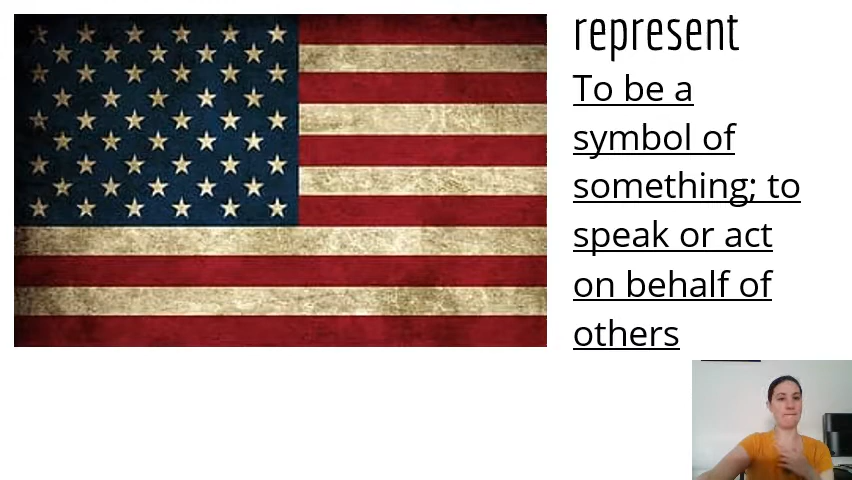 represent
To be a
symbol of
something; to
speak or act
on behalf of
others